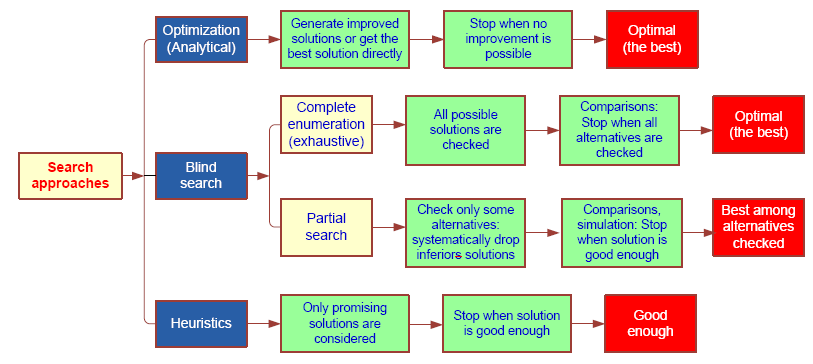 Optimization
(Analytical)
Generate improved
solutions or get the
best solution directly
Stop when no
improvement is
possible
Optimal
(the best)
Search
approaches
Blind
search
Complete
enumeration
(exhaustive)
All possible
solutions are
checked
Comparisons:
Stop when all
alternatives are
checked
Optimal
(the best)
Partial
search
Check only some
alternatives:
systematically drop
inferiors solutions
Comparisons,
simulation: Stop
when solution is
good enough
Best among
alternatives
checked
Heuristics
Only promising
solutions are
considered
Stop when solution
is good enough
Good
enough